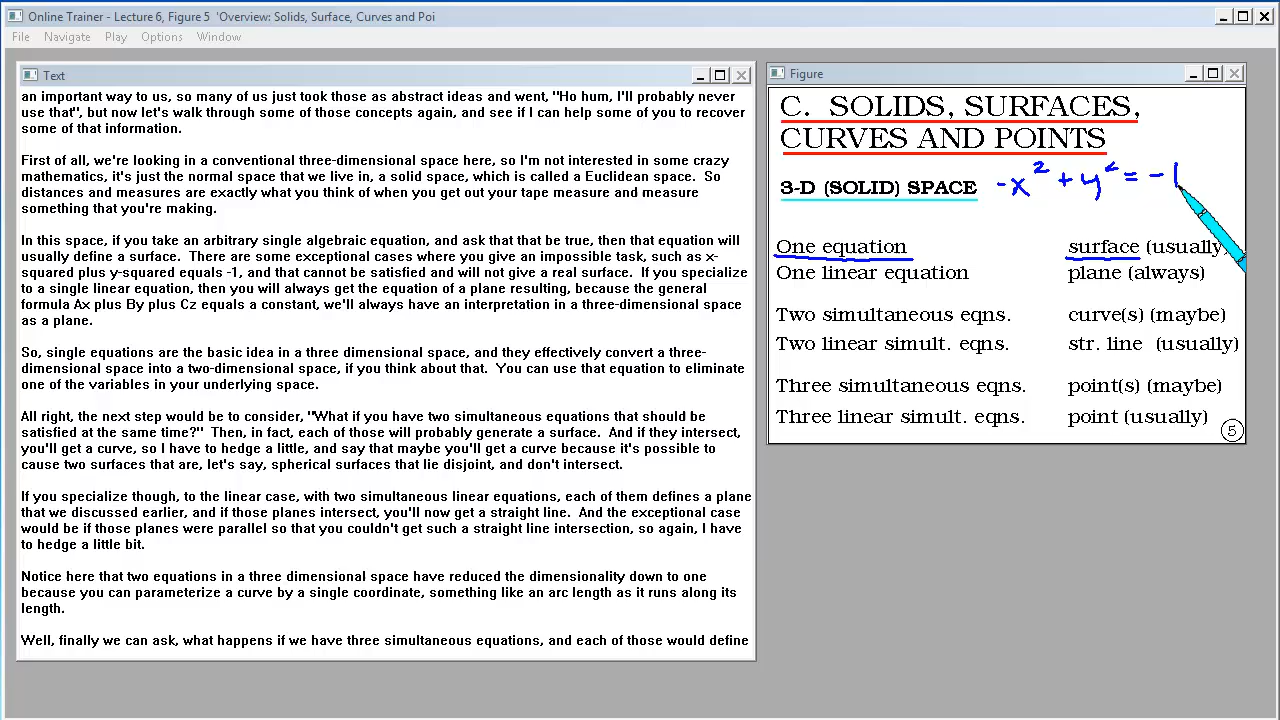 Online Trainer - Lecture 6, Figure 5 'Overview: Solids, Surface, Curves and Poi
File Navigate Play Options Window
Text
an important way to us, so many of us just took those as abstract ideas and went, "Ho hum, I'll probably never
use that", but now let's walk through some of those concepts again, and see if I can help some of you to recover
some of that information.
First of all, we're looking in a conventional three-dimensional space here, so I'm not interested in some crazy
mathematics, it's just the normal space that we live in, a solid space, which is called a Euclidean space. So
distances and measures are exactly what you think of when you get out your tape measure and measure
something that you're making.
In this space, if you take an arbitrary single algebraic equation, and ask that that be true, then that equation will
usually define a surface. There are some exceptional cases where you give an impossible task, such as x-
squared plus y-squared equals -1, and that cannot be satisfied and will not give a real surface. If you specialize
to a single linear equation, then you will always get the equation of a plane resulting, because the general
formula Ax plus By plus Cz equals a constant, we'll always have an interpretation in a three-dimensional space
as a plane.
So, single equations are the basic idea in a three dimensional space, and they effectively convert a three-
dimensional space into a two-dimensional space, if you think about that. You can use that equation to eliminate
one of the variables in your underlying space.
All right, the next step would be to consider, "What if you have two simultaneous equations that should be
satisfied at the same time?" Then, in fact, each of those will probably generate a surface. And if they intersect,
you'll get a curve, so I have to hedge a little, and say that maybe you'll get a curve because it's possible to
cause two surfaces that are, let's say, spherical surfaces that lie disjoint, and don't intersect.
If you specialize though, to the linear case, with two simultaneous linear equations, each of them defines a plane
that we discussed earlier, and if those planes intersect, you'll now get a straight line. And the exceptional case
would be if those planes were parallel so that you couldn't get such a straight line intersection, so again, I have
to hedge a little bit.
Notice here that two equations in a three dimensional space have reduced the dimensionality down to one
because you can parameterize a curve by a single coordinate, something like an arc length as it runs along its
length.
Well, finally we can ask, what happens if we have three simultaneous equations, and each of those would define
Figure
C. SOLIDS, SURFACES,
CURVES AND POINTS
3-D (SOLID) SPACE -x² + y² = -1
One equation surface (usually
One linear equation plane (always)
Two simultaneous eqns. curve(s) (maybe)
Two linear simult. eqns. str. line (usually)
Three simultaneous eqns. point(s) (maybe)
Three linear simult. eqns. point (usually)
5